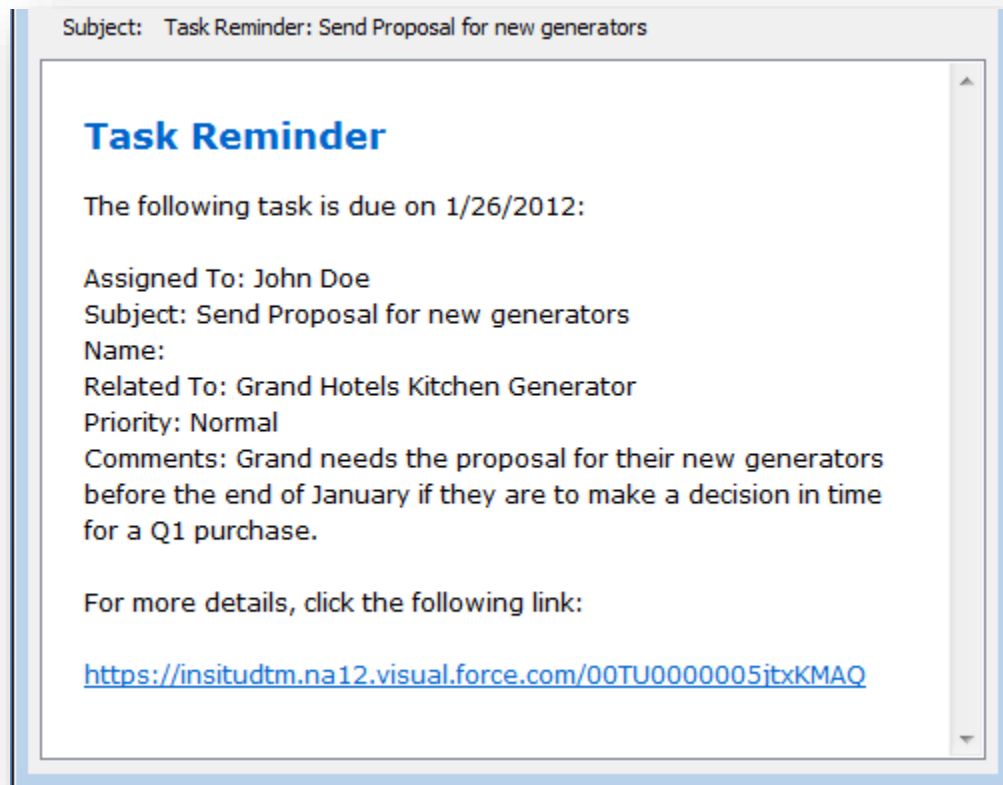 Subject: Task Reminder: Send Proposal for new generators
Task Reminder
The following task is due on 1/26/2012:
Assigned To: John Doe
Subject: Send Proposal for new generators
Name:
Related To: Grand Hotels Kitchen Generator
Priority: Normal
Comments: Grand needs the proposal for their new generators
before the end of January if they are to make a decision in time
for a Q1 purchase.
For more details, click the following link:
https://insitudtm.na12.visual.force.com/00TU0000005jtxKMAQ